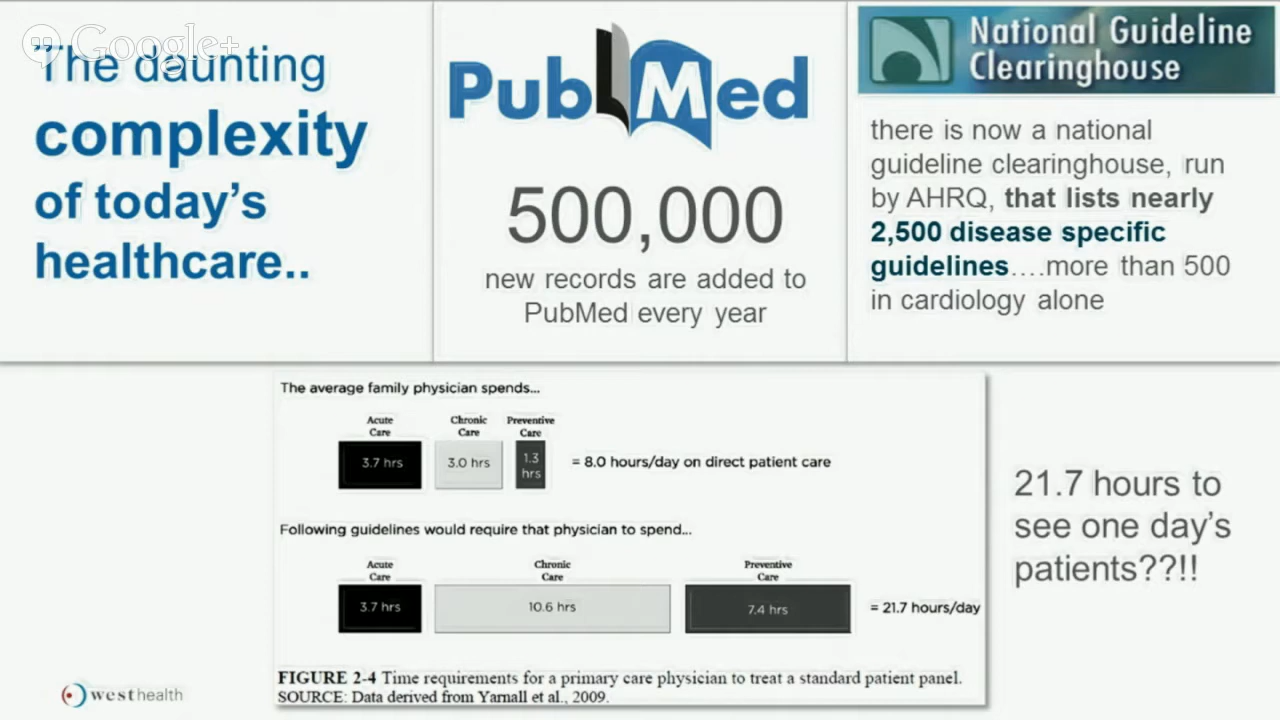 Google+
The daunting
complexity
of today's
healthcare..
PubMed
500,000
new records are added to
PubMed every year
National Guideline
Clearinghouse
there is now a national
guideline clearinghouse, run
by AHRQ, that lists nearly
2,500 disease specific
guidelines....more than 500
in cardiology alone
The average family physician spends...
Acute
Care
Chronic
Care
Preventive
Care
3.7 hrs
3.0 hrs
1.3
hrs
= 8.0 hours/day on direct patient care
Following guidelines would require that physician to spend...
Acute
Care
Chronic
Care
Preventive
Care
3.7 hrs
10.6 hrs
7.4 hrs
= 21.7 hours/day
FIGURE 2-4 Time requirements for a primary care physician to treat a standard patient panel.
SOURCE: Data derived from Yarnall et al., 2009.
21.7 hours to
see one day's
patients??!!
westhealth